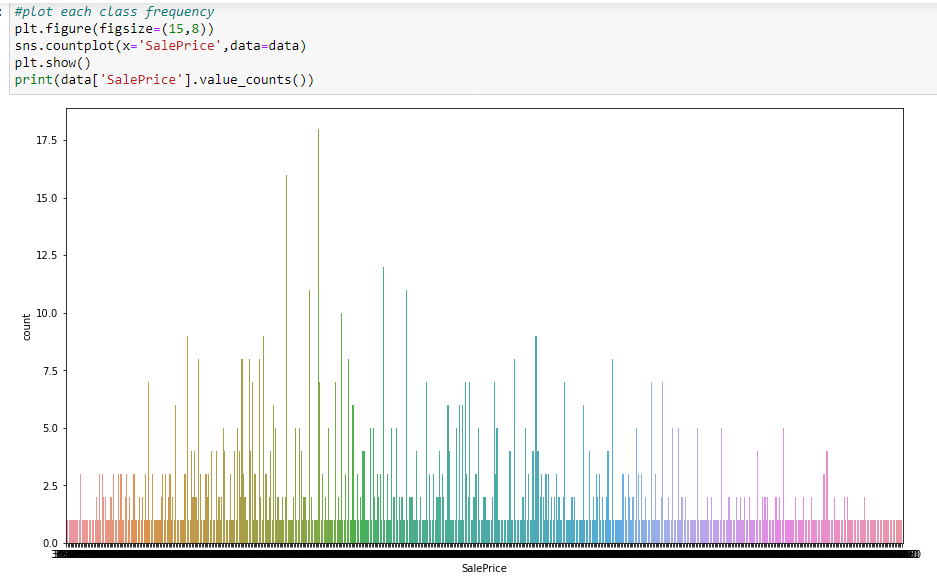 #plot each class frequency
plt.figure(figsize=(15,8))
sns.countplot(x='SalePrice',data=data)
plt.show()
print(data['SalePrice'].value_counts())
17.5
15.0
12.5
10.0
7.5
5.0
2.5
0.0
count
SalePrice